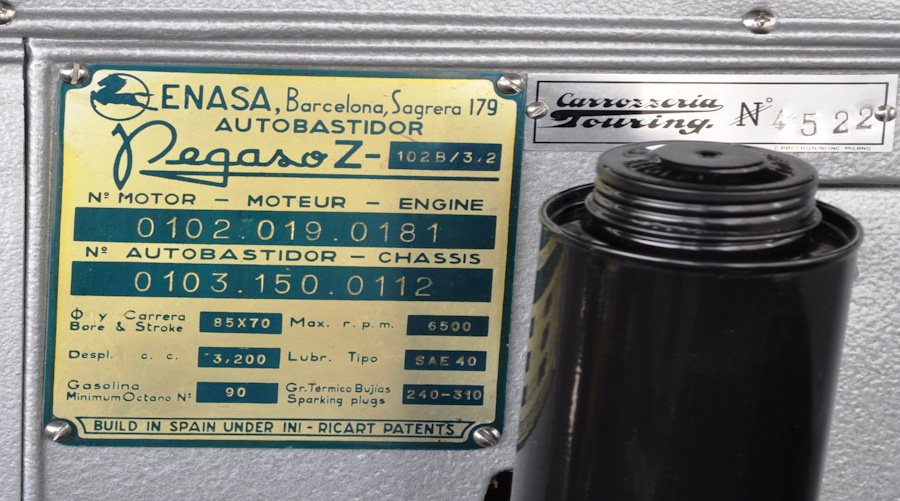 ENASA, Barcelona, Sagrera 179
AUTOBASTIDOR
Pegaso Z- 102B/3,2
Nº MOTOR - MOTEUR - ENGINE
0102.019.0181
Nº AUTOBASTIDOR - CHASSIS
0103.150.0112
Φ y Carrera
Bore & Stroke 85X70 Max. r.p.m. 6500
Despl. c.c. 3,200 Lubr. Tipo SAE 40
Gasolina
Minimum Octano Nº 90
Gr. Termico Bujías
Sparking plugs 240-310
BUILD IN SPAIN UNDER INI - RICART PATENTS
Carrozzeria
Touring. Nº 4522